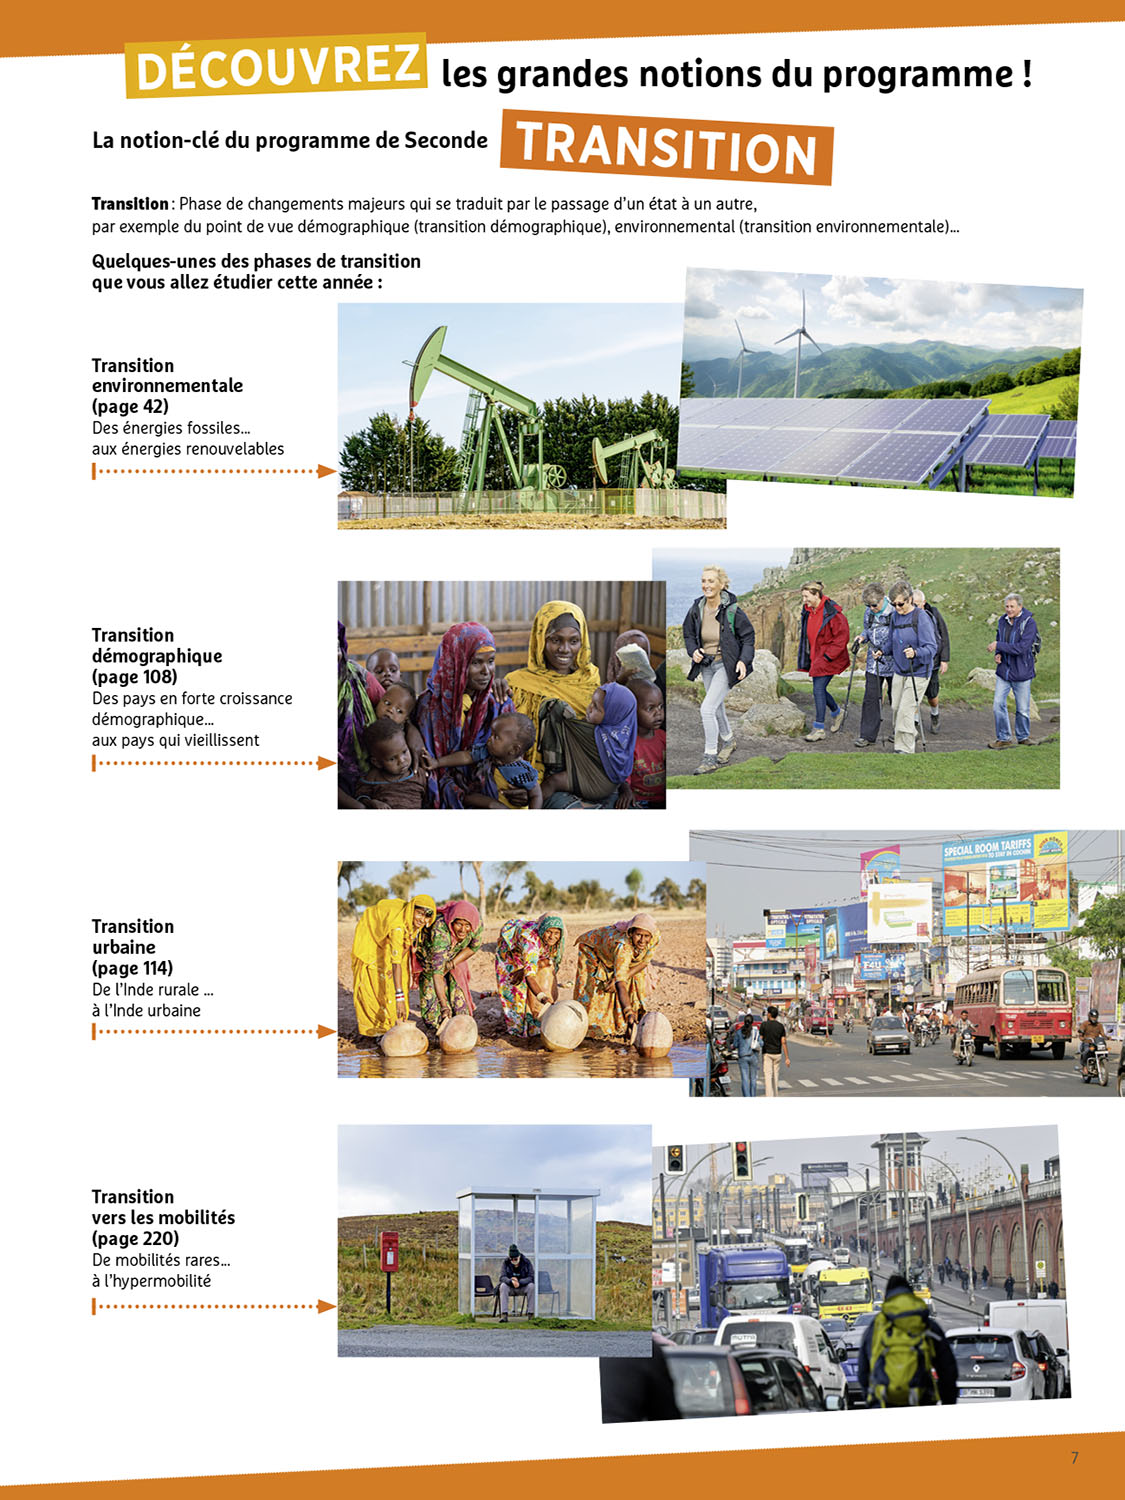 DÉCOUVREZ les grandes notions du programme !
La notion-clé du programme de Seconde TRANSITION
Transition : Phase de changements majeurs qui se traduit par le passage d'un état à un autre,
par exemple du point de vue démographique (transition démographique), environnemental (transition environnementale)...
Quelques-unes des phases de transition
que vous allez étudier cette année :
Transition
environnementale
(page 42)
Des énergies fossiles...
aux énergies renouvelables
Transition
démographique
(page 108)
Des pays en forte croissance
démographique...
aux pays qui vieillissent
SPECIAL ROOM TARIFFS
TO STAY IN COCHIN
F4U
Transition
urbaine
(page 114)
De l'Inde rurale ...
à l'Inde urbaine
Transition
vers les mobilités
(page 220)
De mobilités rares...
à l'hypermobilité
7